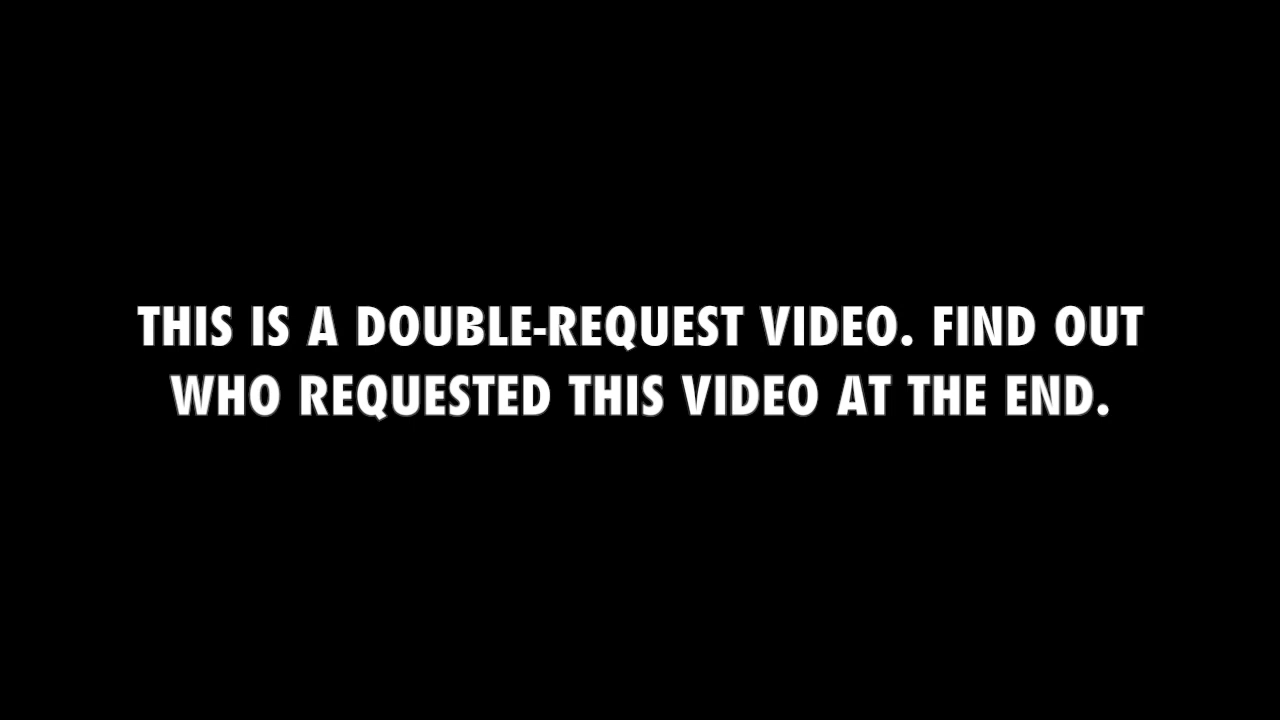 THIS IS A DOUBLE-REQUEST VIDEO. FIND OUT
WHO REQUESTED THIS VIDEO AT THE END.